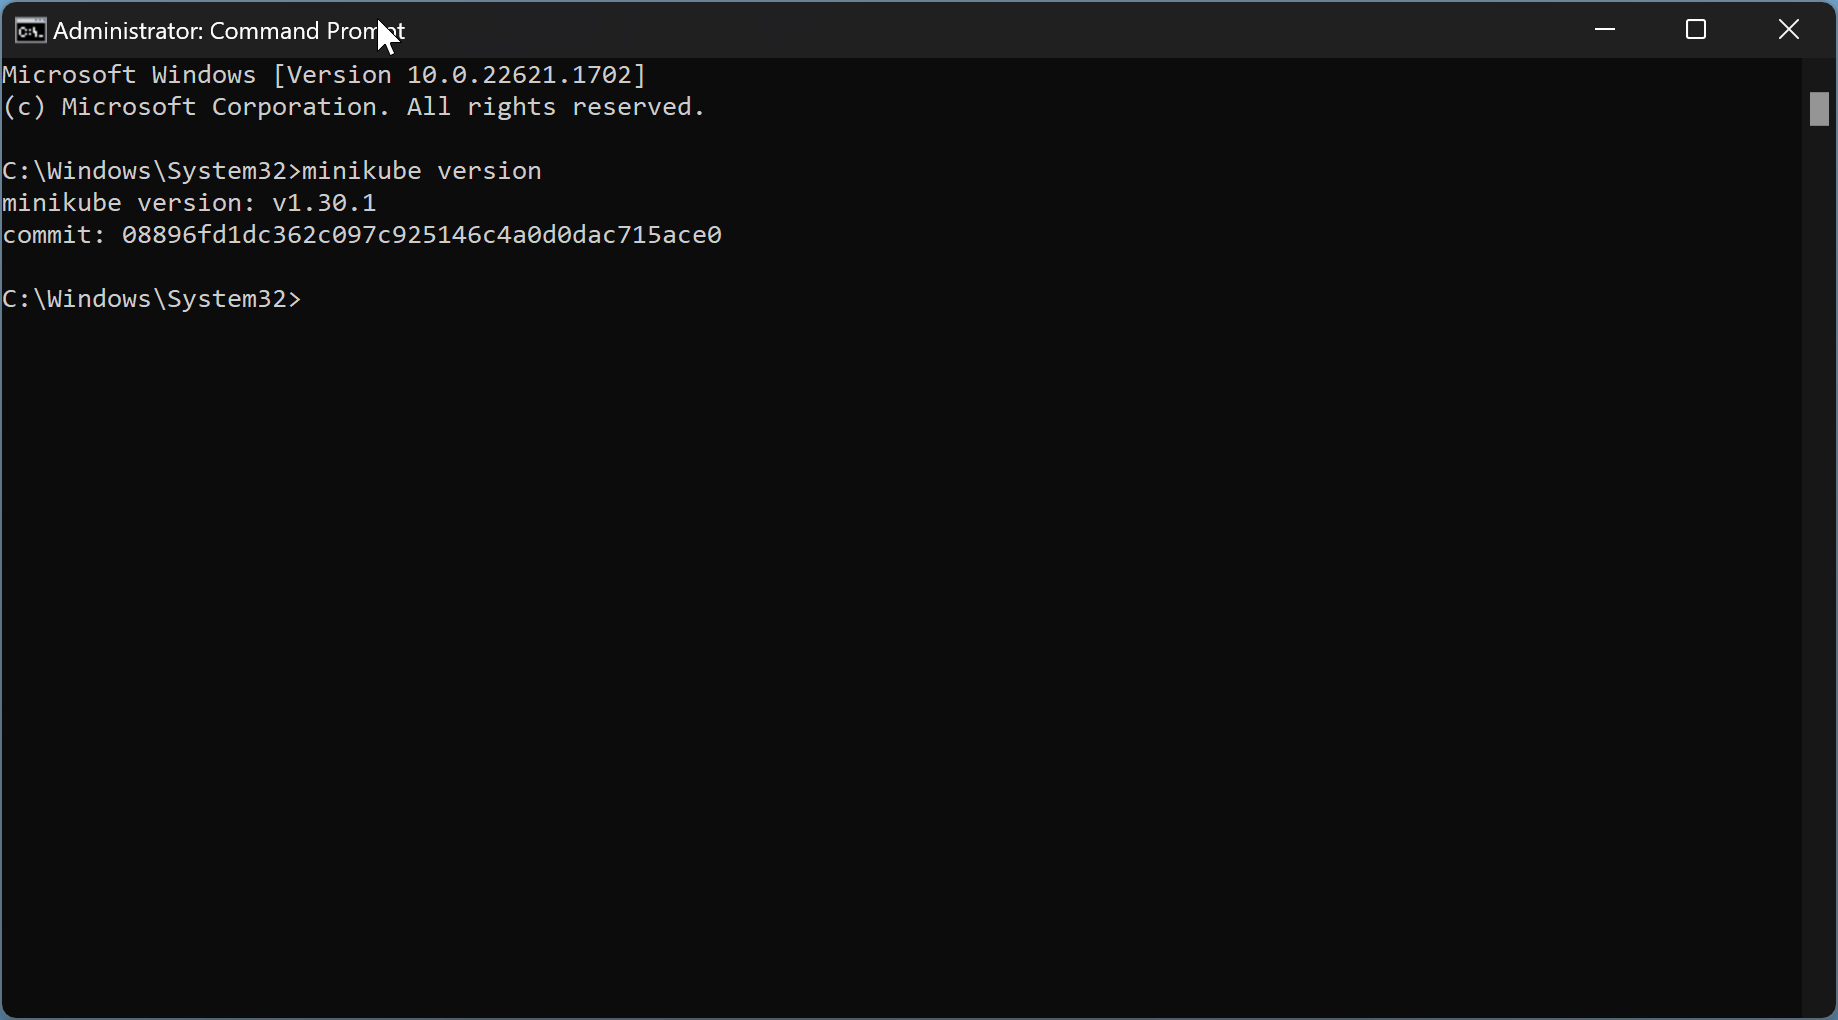 Administrator: Command Prompt
Microsoft Windows [Version 10.0.22621.1702]
(c) Microsoft Corporation. All rights reserved.
C:\Windows\System32>minikube version
minikube version: v1.30.1
commit: 08896fd1dc362c097c925146c4a0d0dac715ace0
C:\Windows\System32>